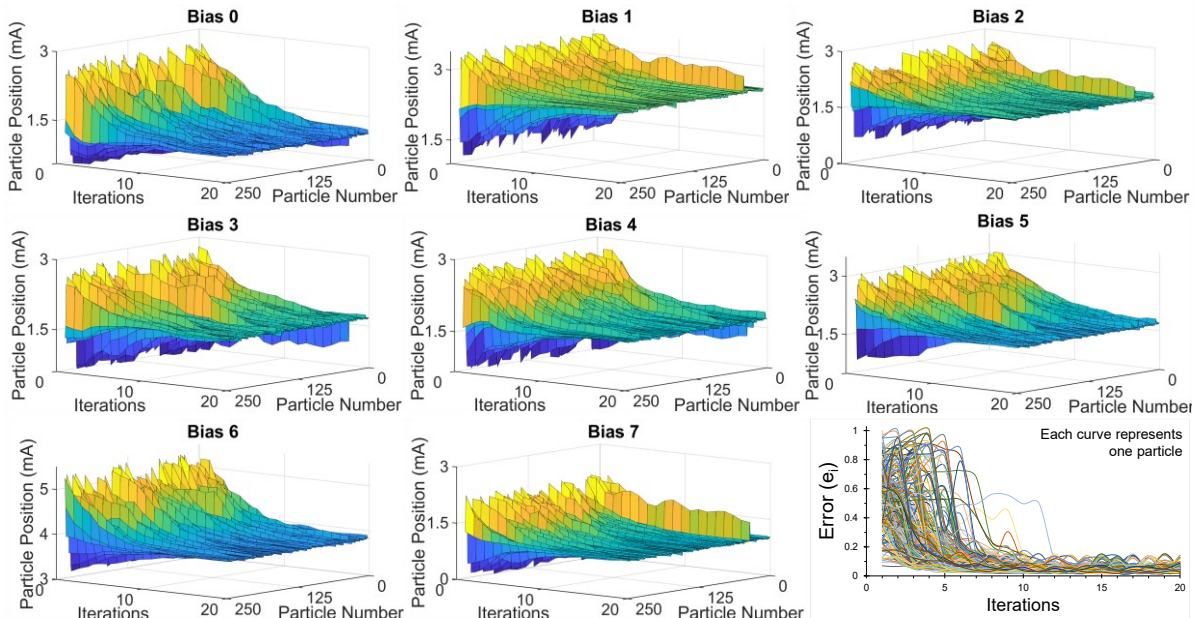 Bias 0
Particle Position (mA)
3
1.5
0
10
20
Iterations
250
125
0
Particle Number
Bias 1
Particle Position (mA)
3
1.5
0
10
20
Iterations
250
125
0
Particle Number
Bias 2
Particle Position (mA)
3
1.5
0
0
10
20
Iterations
250
125
0
Particle Number
Bias 3
Particle Position (mA)
3
1.5
0
10
20
Iterations
250
125
0
Particle Number
Bias 4
Particle Position (mA)
3
1.5
0
10
20
Iterations
250
125
0
Particle Number
Bias 5
Particle Position (mA)
3
1.5
0
10
20
Iterations
250
125
0
Particle Number
Bias 6
Particle Position (mA)
5
4
3
0
10
20
Iterations
250
125
0
Particle Number
Bias 7
Particle Position (mA)
3
1.5
0
0
10
20
Iterations
250
125
0
Particle Number
Each curve represents
one particle
Error (eᵢ)
1
0.8
0.6
0.4
0.2
0
0
5
10
15
20
Iterations